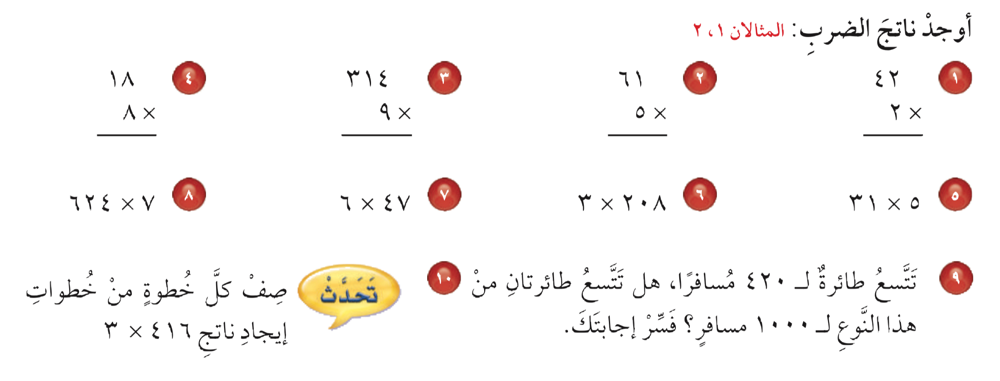 أوجدْ ناتجَ الضربِ: المثالان ١، ٢
١ ٤٢ ٢ ٦١ ٣ ٣١٤ ٤ ١٨
× ٢ × ٥ × ٩ × ٨
٥ ٥ × ٣١ ٦ ٢٠٨ × ٣ ٧ ٤٧ × ٦ ٨ ٧ × ٦٢٤
٩ تَتَّسعُ طائرةٌ لـ ٤٢٠ مُسافرًا، هل تَتَّسعُ طائرتانِ منْ
هذا النَّوعِ لـ ١٠٠٠ مسافرٍ؟ فَسِّرْ إجابتَكَ.
١٠ تَحَدَّثْ صِفْ كلَّ خُطوةٍ منْ خُطواتِ
إيجادِ ناتجِ ٤١٦ × ٣